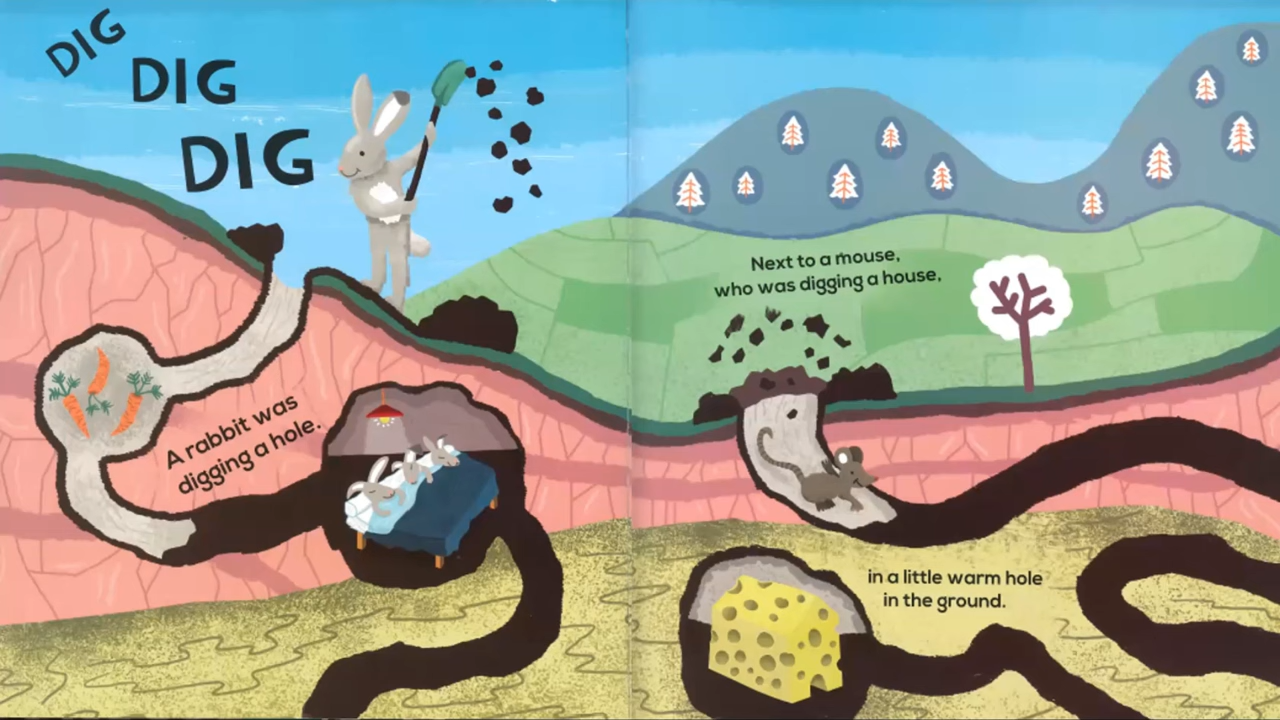 DIG
DIG
DIG
A rabbit was
digging a hole.
Next to a mouse,
who was digging a house,
in a little warm hole
in the ground.